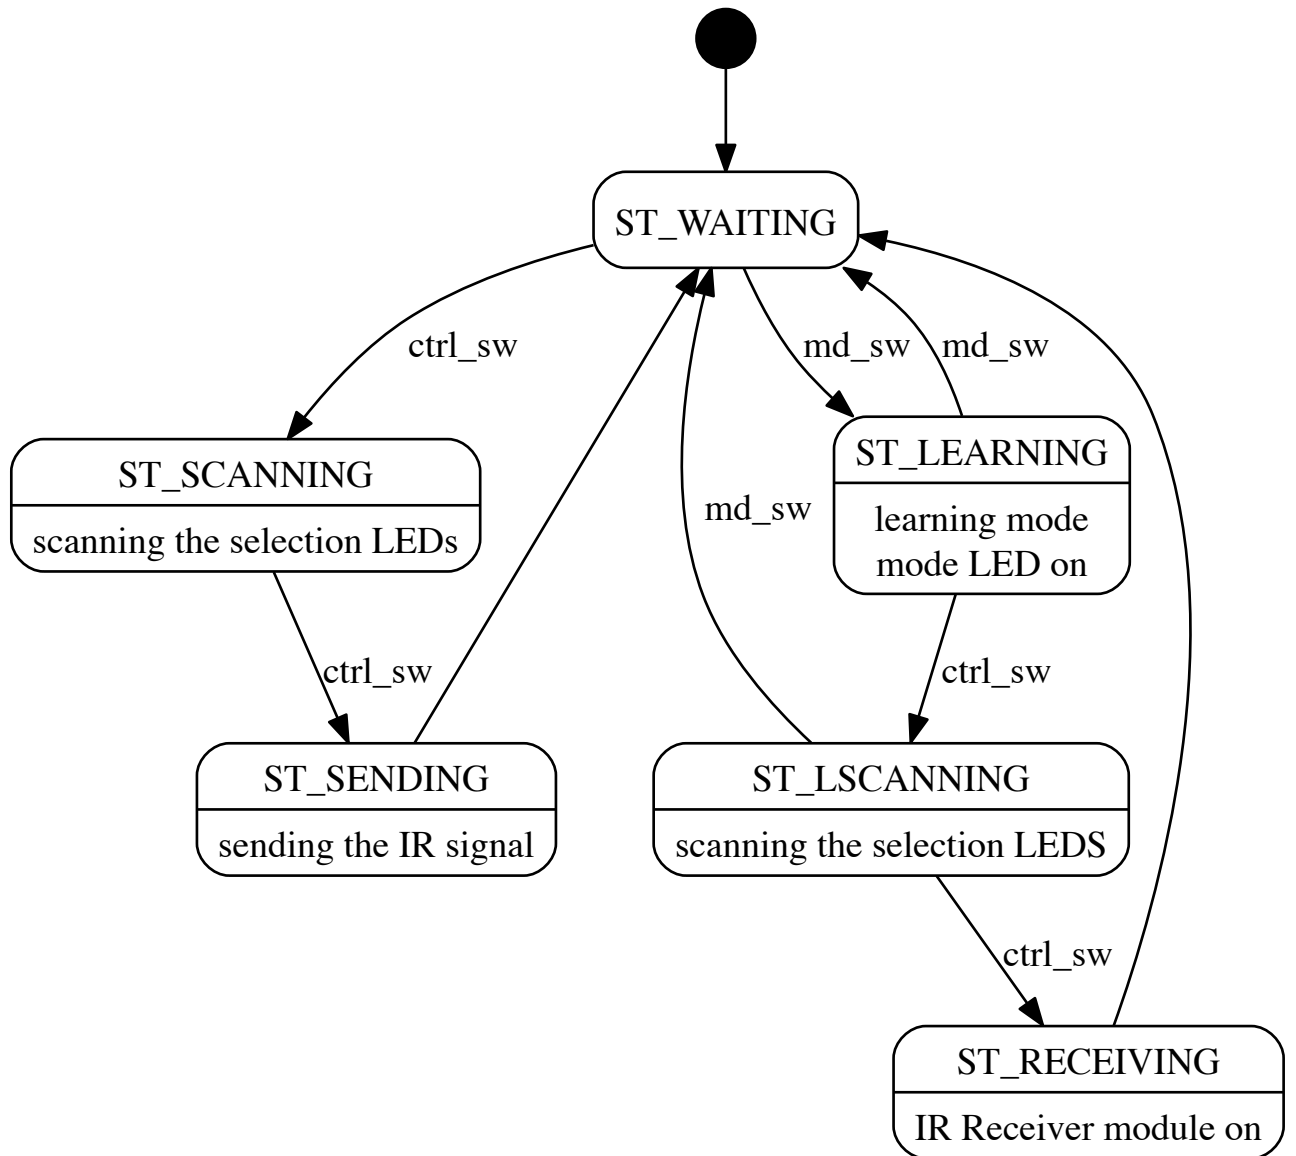 ST_WAITING
ctrl_sw
md_sw
md_sw
ST_SCANNING
scanning the selection LEDs
ST_LEARNING
learning mode
mode LED on
md_sw
ctrl_sw
ctrl_sw
ST_SENDING
sending the IR signal
ST_LSCANNING
scanning the selection LEDS
ctrl_sw
ST_RECEIVING
IR Receiver module on